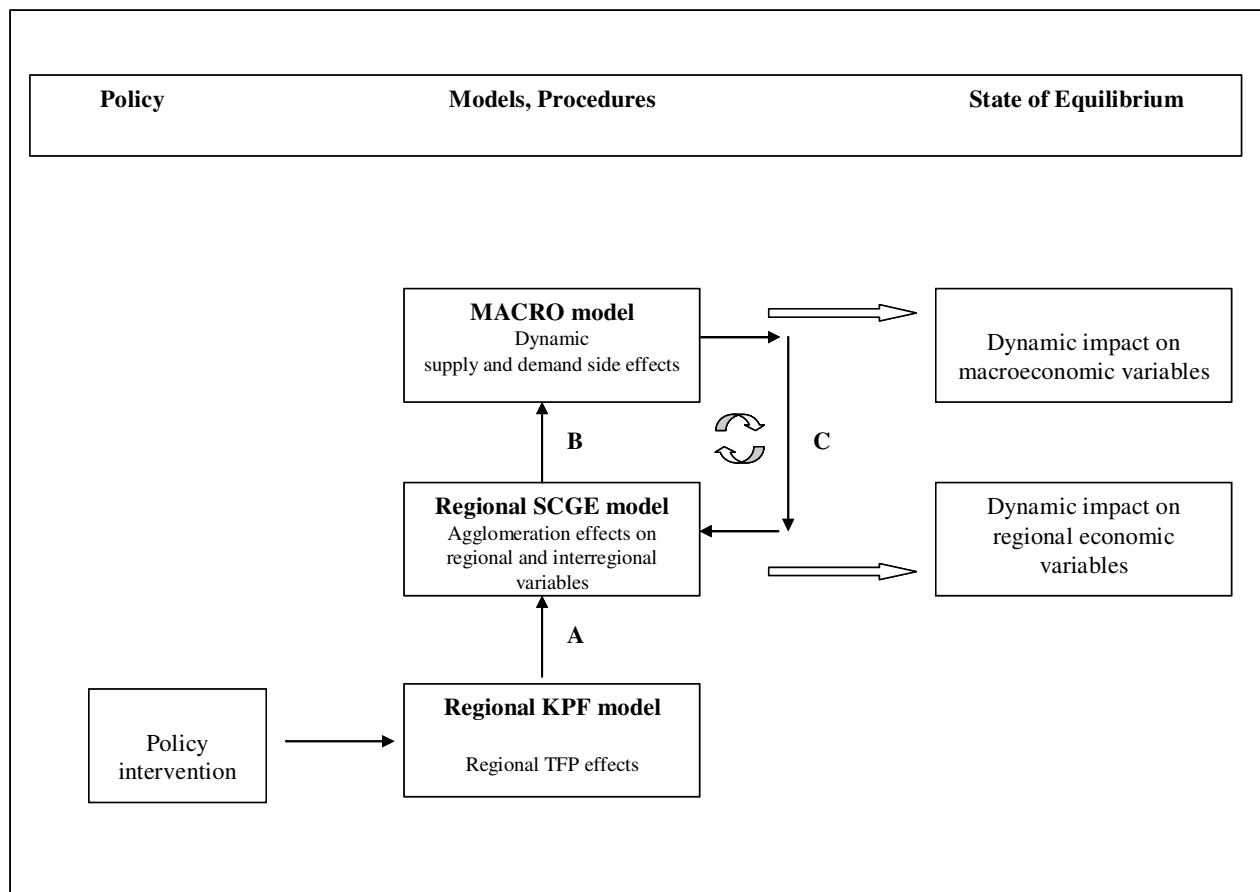 Policy
Models, Procedures
State of Equilibrium
MACRO model
Dynamic
supply and demand side effects
Dynamic impact on
macroeconomic variables
B
C
Regional SCGE model
Agglomeration effects on
regional and interregional
variables
Dynamic impact on
regional economic
variables
A
Policy
intervention
Regional KPF model
Regional TFP effects